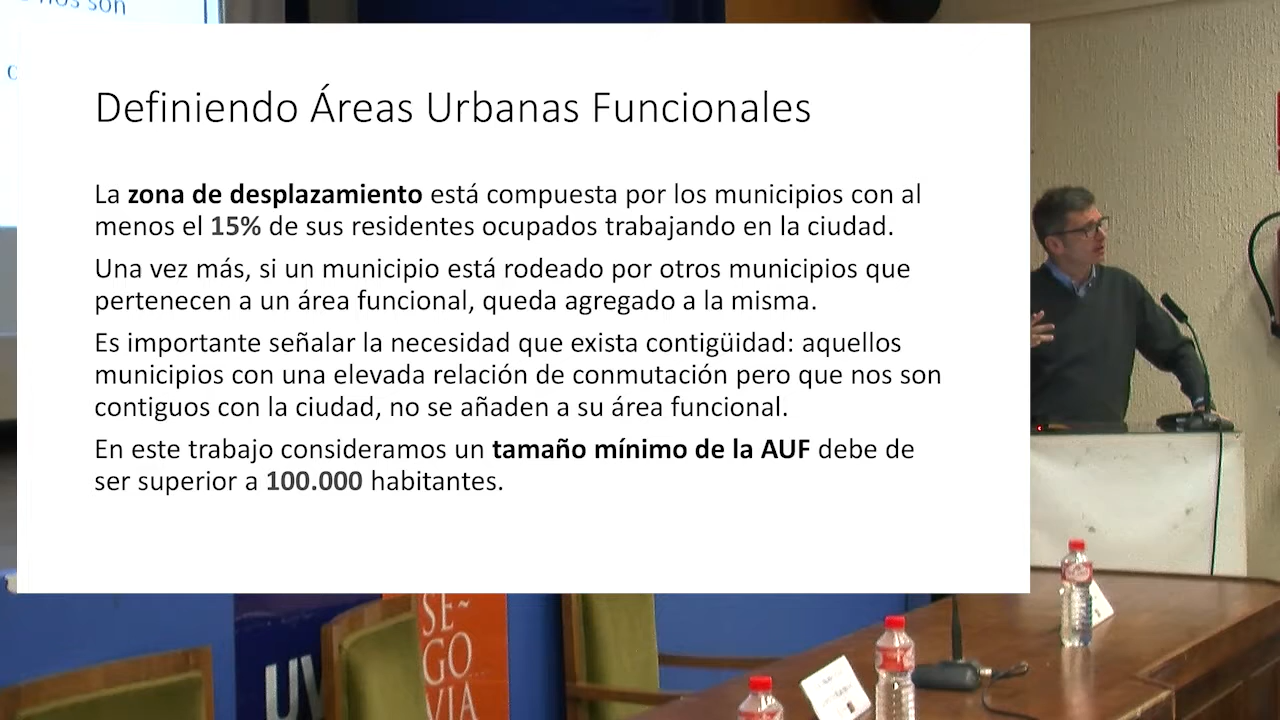 nos son
Definiendo Áreas Urbanas Funcionales
La zona de desplazamiento está compuesta por los municipios con al
menos el 15% de sus residentes ocupados trabajando en la ciudad.
Una vez más, si un municipio está rodeado por otros municipios que
pertenecen a un área funcional, queda agregado a la misma.
Es importante señalar la necesidad que exista contigüidad: aquellos
municipios con una elevada relación de conmutación pero que nos son
contiguos con la ciudad, no se añaden a su área funcional.
En este trabajo consideramos un tamaño mínimo de la AUF debe de
ser superior a 100.000 habitantes.
SE~
GO
VIA
UV